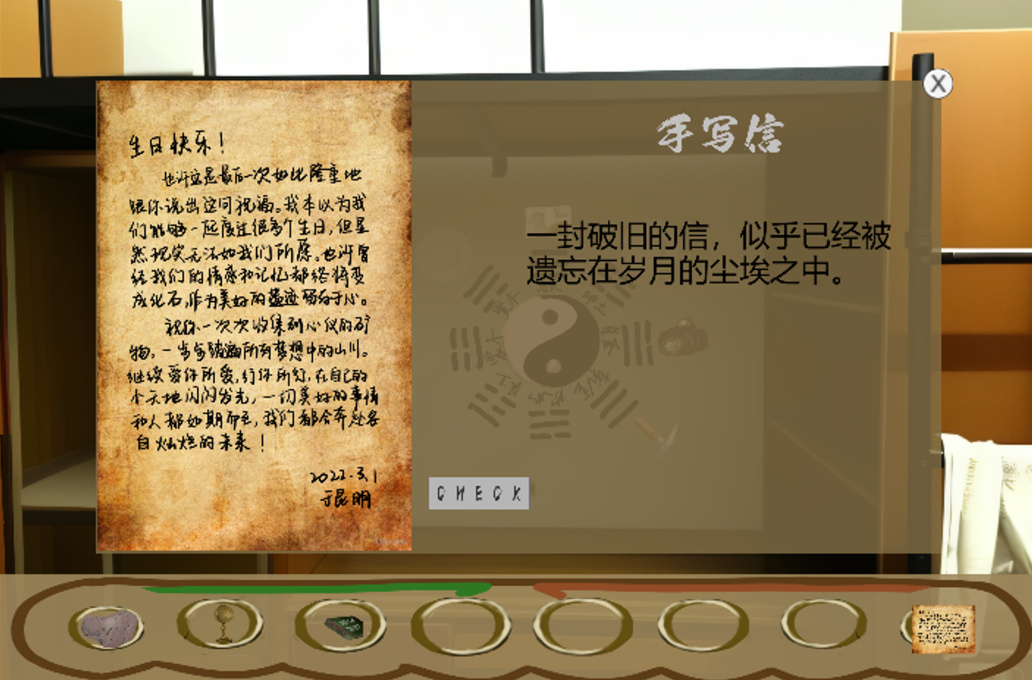 生日快乐！
也许这是最后一次如此隆重地
跟你说出这同祝福。我本以为我
们能够一起度过很多个生日，但显
然现实无法如我们所愿。也许曾
经我们的情感和记忆都终将变
成化石，作为美好的遗迹留存于心。
祝你一次次收集到心仪的矿
物。一步步踏遍所有梦想中的山川。
继续爱你所爱，行你所行，在自己的
小天地闪闪发光，一切美好的事情
和人都如期而至，我们都会奔赴各
自灿烂的未来！
2022.3.1
于昆明
手写信
一封破旧的信，似乎已经被
遗忘在岁月的尘埃之中。
CHECK
X